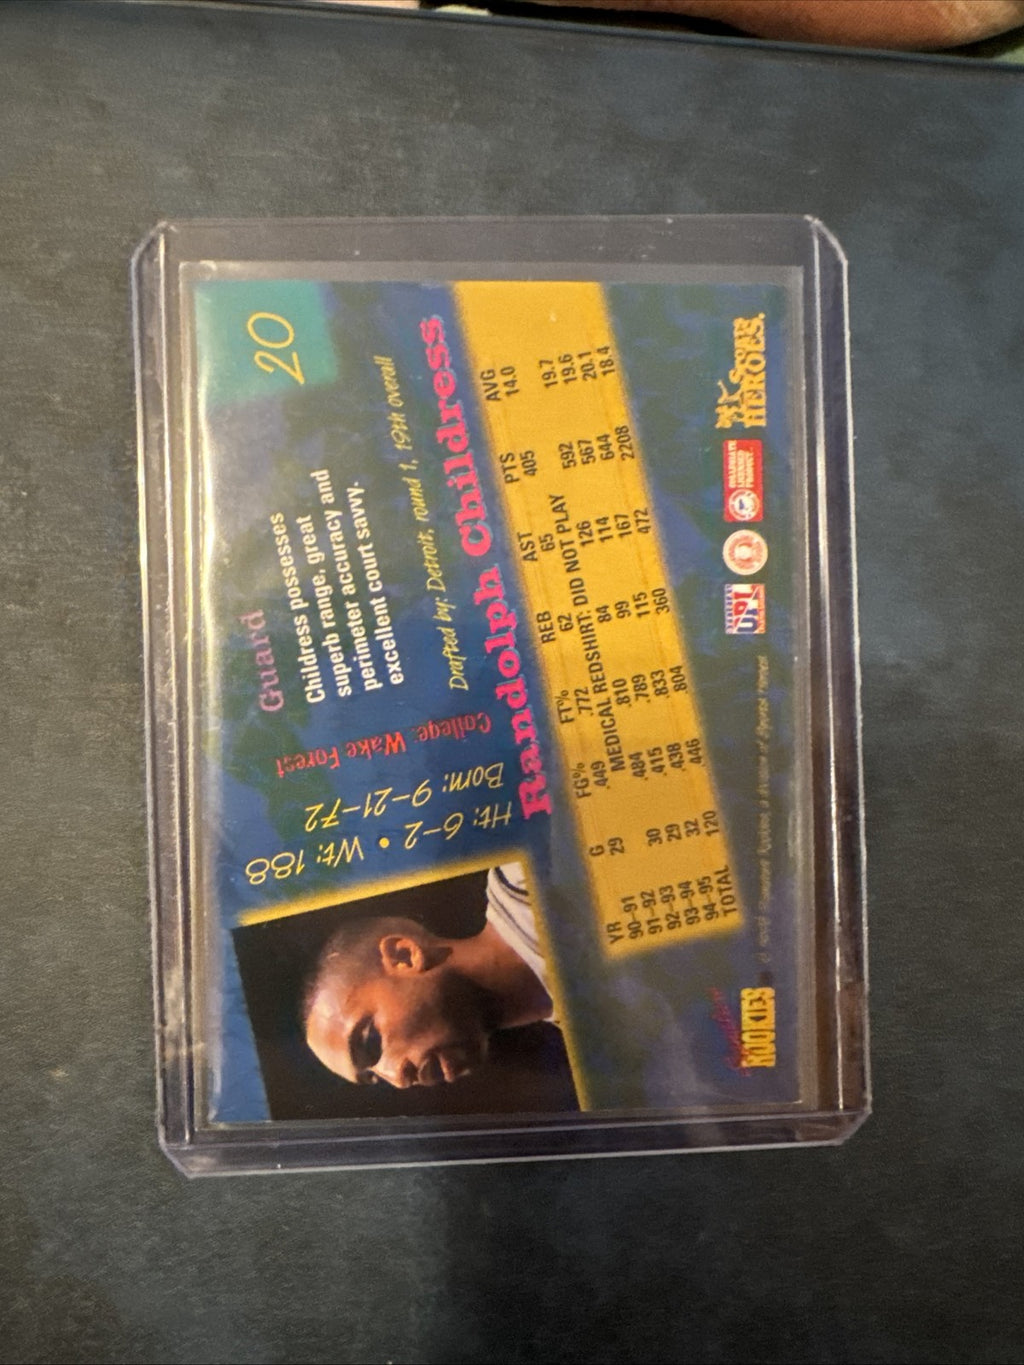 20
Guard
Childress possesses
superb range, great
perimeter accuracy and
excellent court savvy.
Drafted by: Detroit, round 1, 19th overall
College: Wake Forest
Born: 9-21-72
Ht: 6-2 • Wt: 188
Randolph Childress
YR G FG% FT% REB AST PTS AVG
90-91 29 .449 .772 62 65 405 14.0
91-92 MEDICAL REDSHIRT: DID NOT PLAY
92-93 30 .484 .810 84 126 592 19.7
93-94 29 .415 .789 99 114 567 19.6
94-95 32 .438 .833 115 167 644 20.1
TOTAL 120 .446 .804 360 472 2208 18.4
ROOKIES
HEROES.